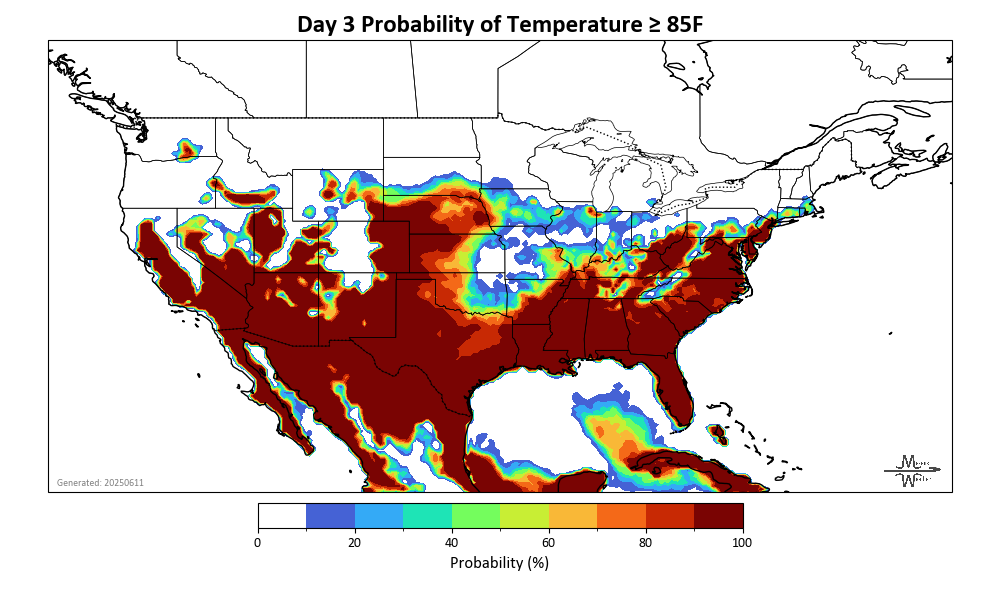 Day 3 Probability of Temperature ≥ 85F
Generated: 20250611
0 20 40 60 80 100
Probability (%)